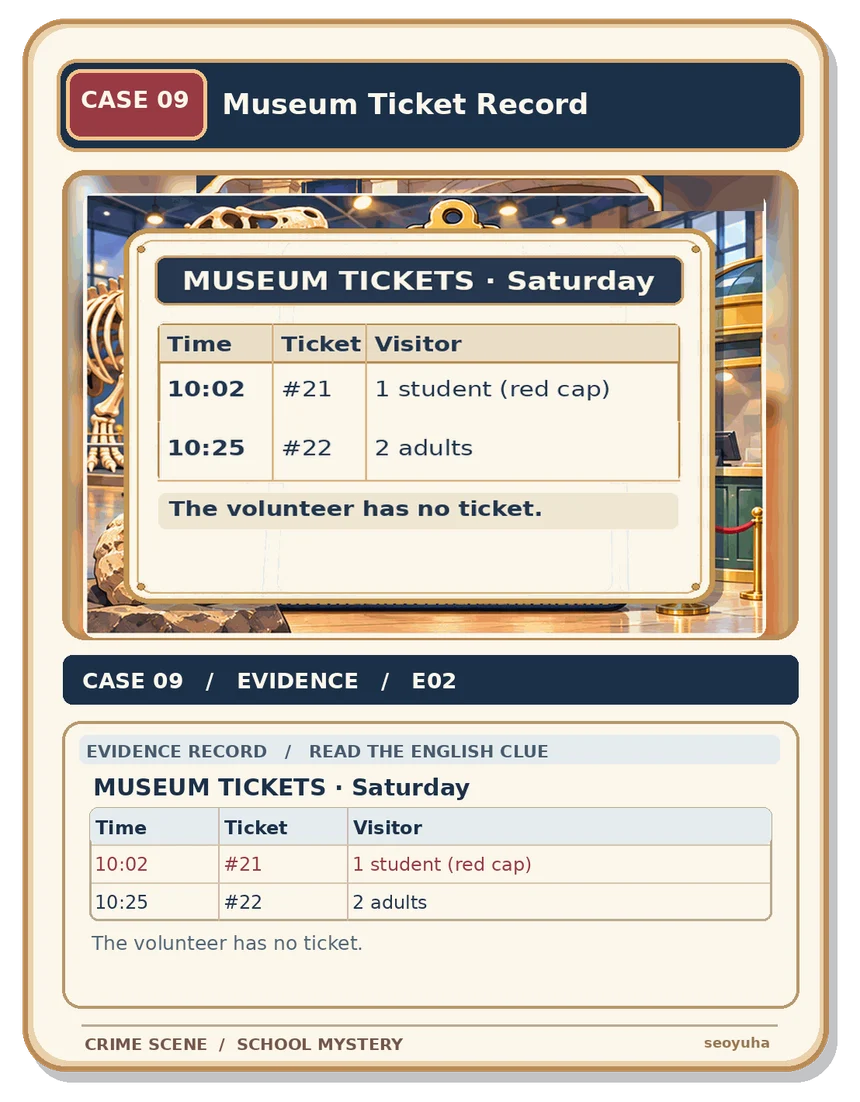 CASE 09 Museum Ticket Record
MUSEUM TICKETS · Saturday
Time Ticket Visitor
10:02 #21 1 student (red cap)
10:25 #22 2 adults
The volunteer has no ticket.
CASE 09 / EVIDENCE / E02
EVIDENCE RECORD / READ THE ENGLISH CLUE
MUSEUM TICKETS · Saturday
Time Ticket Visitor
10:02 #21 1 student (red cap)
10:25 #22 2 adults
The volunteer has no ticket.
CRIME SCENE / SCHOOL MYSTERY seoyuha